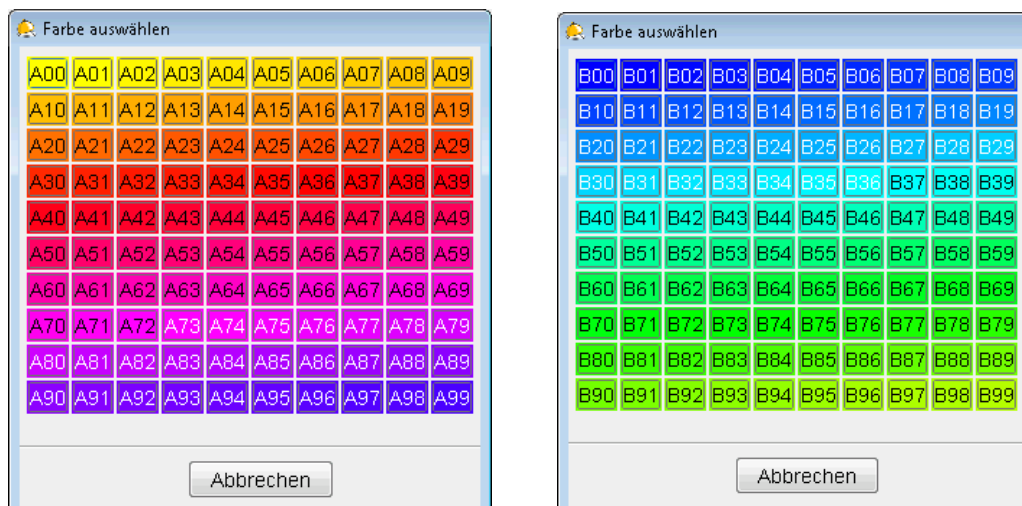 Farbe auswählen
A00 A01 A02 A03 A04 A05 A06 A07 A08 A09
A10 A11 A12 A13 A14 A15 A16 A17 A18 A19
A20 A21 A22 A23 A24 A25 A26 A27 A28 A29
A30 A31 A32 A33 A34 A35 A36 A37 A38 A39
A40 A41 A42 A43 A44 A45 A46 A47 A48 A49
A50 A51 A52 A53 A54 A55 A56 A57 A58 A59
A60 A61 A62 A63 A64 A65 A66 A67 A68 A69
A70 A71 A72 A73 A74 A75 A76 A77 A78 A79
A80 A81 A82 A83 A84 A85 A86 A87 A88 A89
A90 A91 A92 A93 A94 A95 A96 A97 A98 A99
Abbrechen
Farbe auswählen
B00 B01 B02 B03 B04 B05 B06 B07 B08 B09
B10 B11 B12 B13 B14 B15 B16 B17 B18 B19
B20 B21 B22 B23 B24 B25 B26 B27 B28 B29
B30 B31 B32 B33 B34 B35 B36 B37 B38 B39
B40 B41 B42 B43 B44 B45 B46 B47 B48 B49
B50 B51 B52 B53 B54 B55 B56 B57 B58 B59
B60 B61 B62 B63 B64 B65 B66 B67 B68 B69
B70 B71 B72 B73 B74 B75 B76 B77 B78 B79
B80 B81 B82 B83 B84 B85 B86 B87 B88 B89
B90 B91 B92 B93 B94 B95 B96 B97 B98 B99
Abbrechen